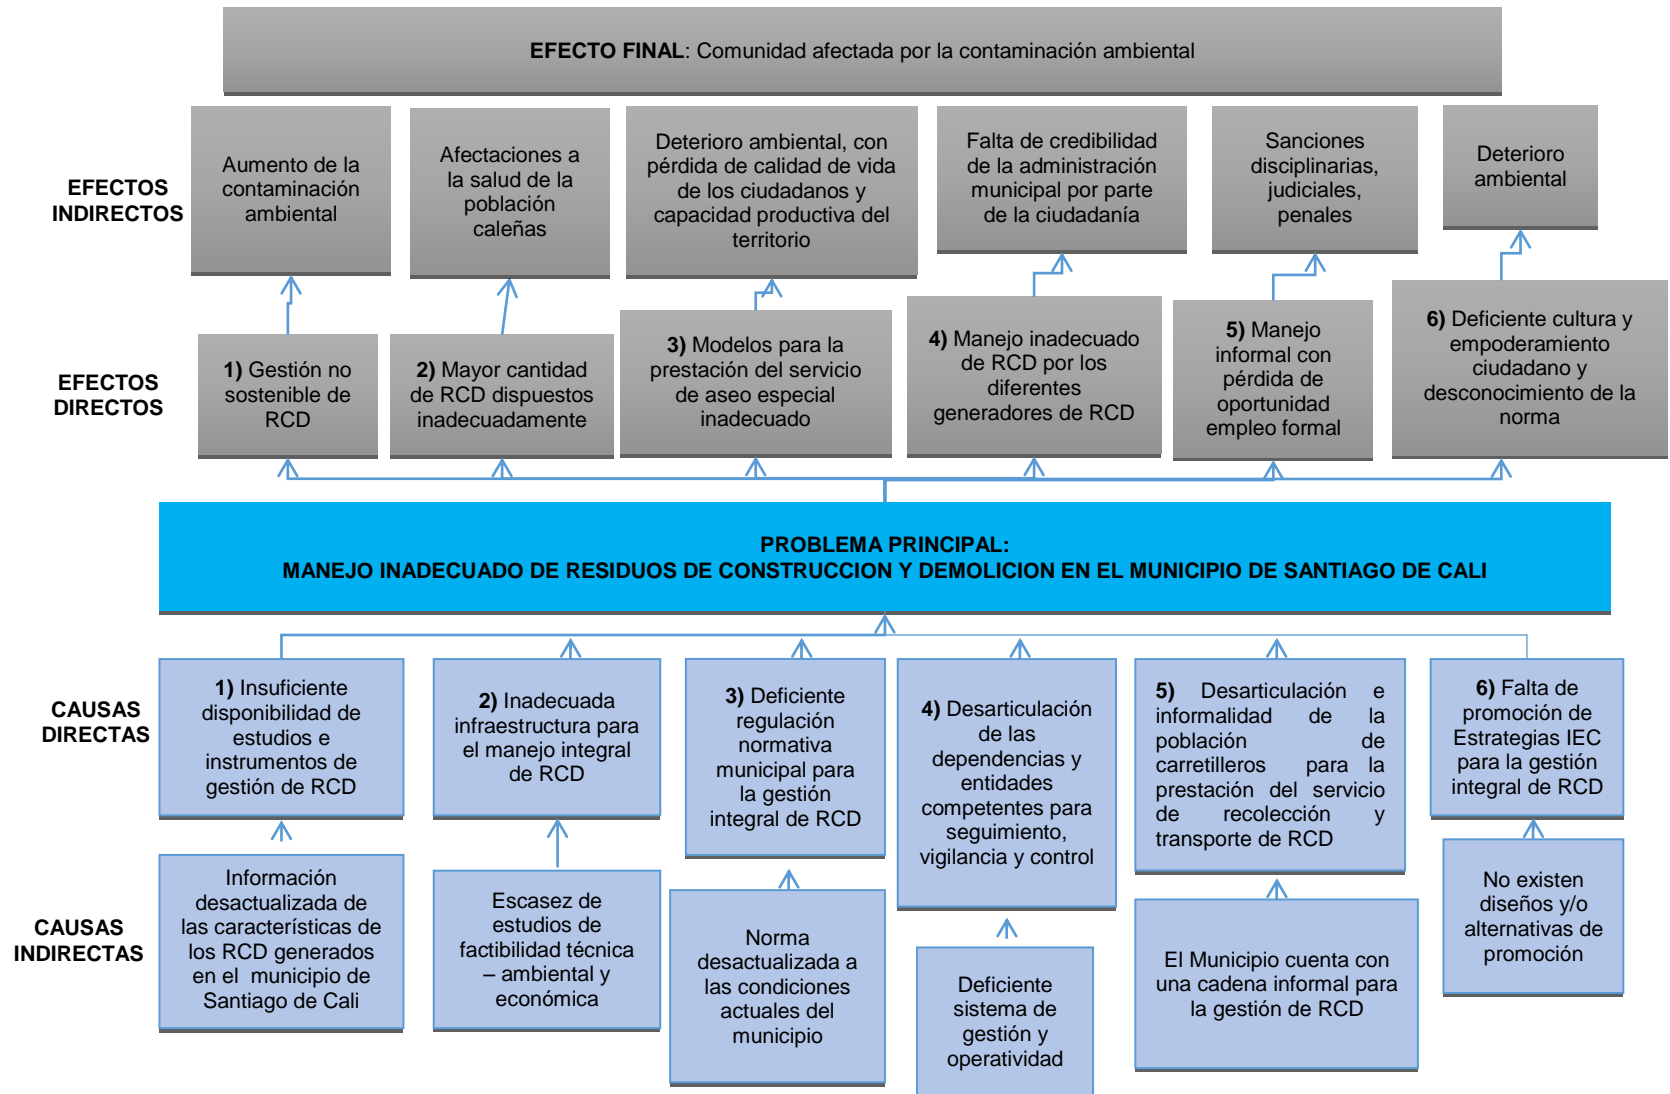 EFECTO FINAL: Comunidad afectada por la contaminación ambiental
EFECTOS
INDIRECTOS
Aumento de la
contaminación
ambiental
Afectaciones a
la salud de la
población
caleñas
Deterioro ambiental, con
pérdida de calidad de vida
de los ciudadanos y
capacidad productiva del
territorio
Falta de credibilidad
de la administración
municipal por parte
de la ciudadanía
Sanciones
disciplinarias,
judiciales,
penales
Deterioro
ambiental
EFECTOS
DIRECTOS
1) Gestión no
sostenible de
RCD
2) Mayor cantidad
de RCD dispuestos
inadecuadamente
3) Modelos para la
prestación del servicio
de aseo especial
inadecuado
4) Manejo inadecuado
de RCD por los
diferentes
generadores de RCD
5) Manejo
informal con
pérdida de
oportunidad
empleo formal
6) Deficiente cultura y
empoderamiento
ciudadano y
desconocimiento de la
norma
PROBLEMA PRINCIPAL:
MANEJO INADECUADO DE RESIDUOS DE CONSTRUCCION Y DEMOLICION EN EL MUNICIPIO DE SANTIAGO DE CALI
CAUSAS
DIRECTAS
1) Insuficiente
disponibilidad de
estudios e
instrumentos de
gestión de RCD
2) Inadecuada
infraestructura para
el manejo integral
de RCD
3) Deficiente
regulación
normativa
municipal para
la gestión
integral de RCD
4) Desarticulación
de las
dependencias y
entidades
competentes para
seguimiento,
vigilancia y control
5) Desarticulación e
informalidad de la
población de
carretilleros para la
prestación del servicio
de recolección y
transporte de RCD
6) Falta de
promoción de
Estrategias IEC
para la gestión
integral de RCD
CAUSAS
INDIRECTAS
Información
desactualizada de
las características de
los RCD generados
en el municipio de
Santiago de Cali
Escasez de
estudios de
factibilidad técnica
– ambiental y
económica
Norma
desactualizada a
las condiciones
actuales del
municipio
Deficiente
sistema de
gestión y
operatividad
El Municipio cuenta con
una cadena informal para
la gestión de RCD
No existen
diseños y/o
alternativas de
promoción